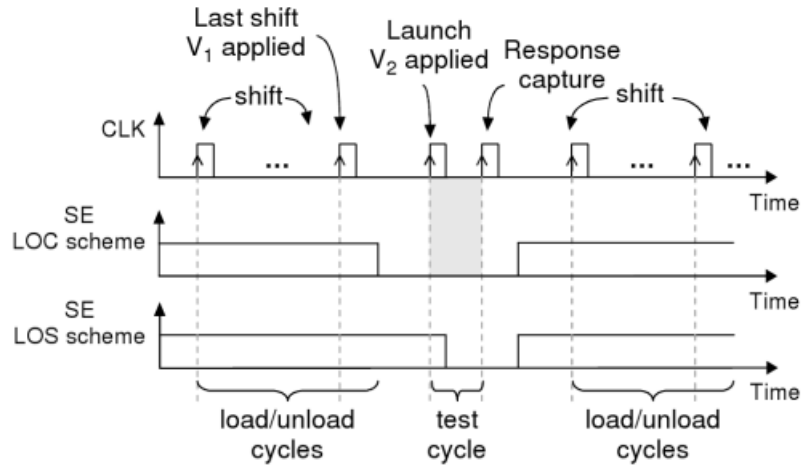 Last shift
V1 applied
Launch
V2 applied
Response
capture
shift
shift
CLK
...
...
...
Time
SE
LOC scheme
Time
SE
LOS scheme
Time
load/unload
cycles
test
cycle
load/unload
cycles